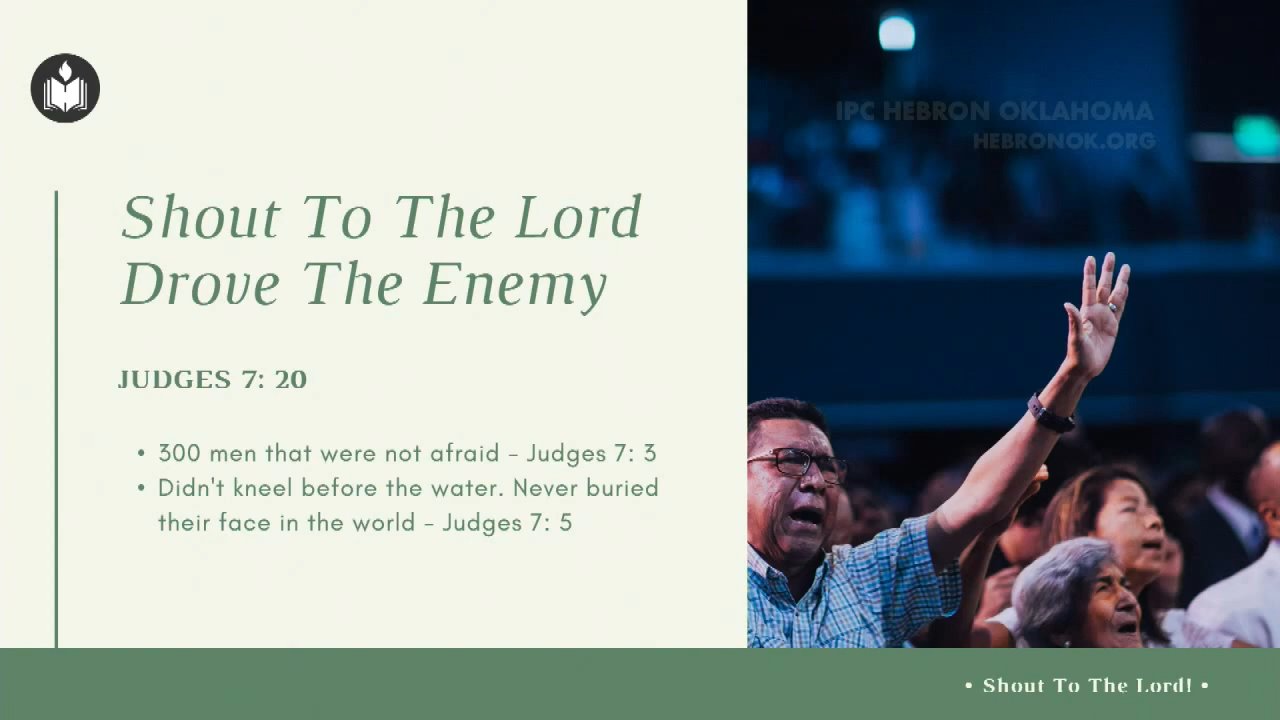 IPC HEBRON OKLAHOMA
HEBRONOK.ORG
Shout To The Lord
Drove The Enemy
JUDGES 7: 20
• 300 men that were not afraid – Judges 7: 3
• Didn't kneel before the water. Never buried
their face in the world – Judges 7: 5
• Shout To The Lord! •